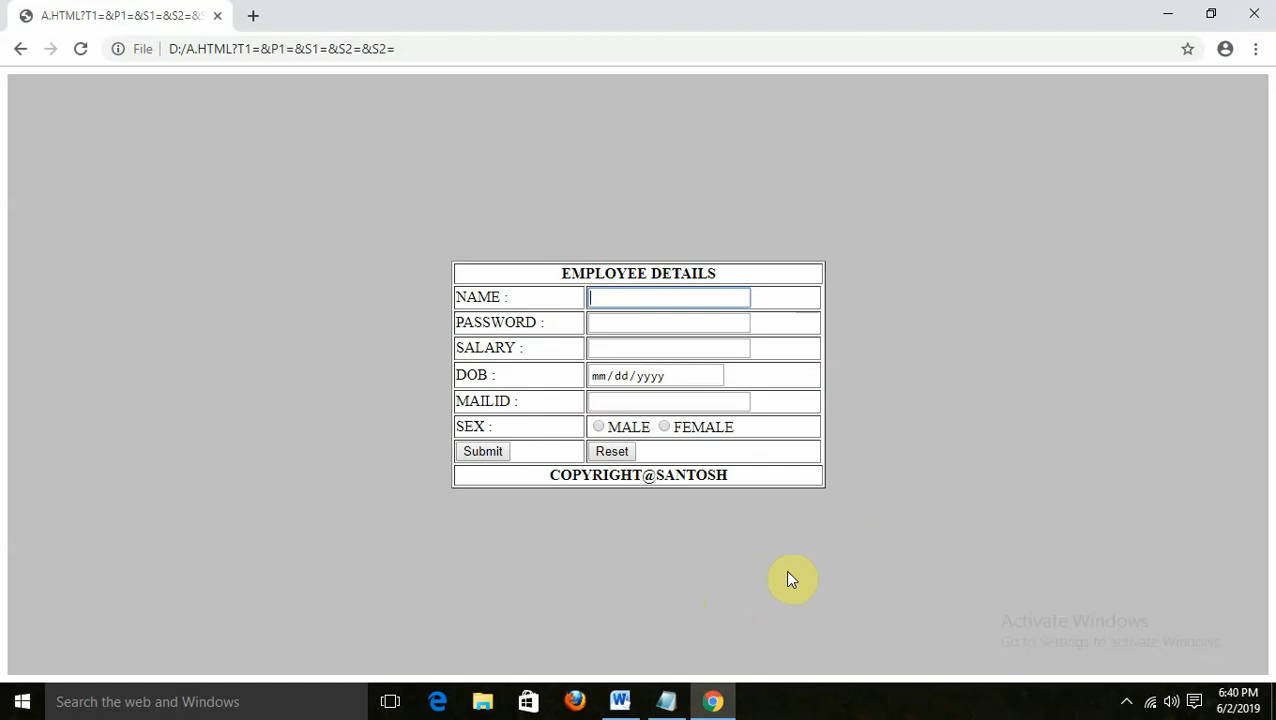 A.HTML?T1=&P1=&S1=&S2=&S
File
D:/A.HTML?T1=&P1=&S1=&S2=&S2=
EMPLOYEE DETAILS
NAME :
PASSWORD :
SALARY :
DOB :
mm/dd/yyyy
MAILID :
SEX :
MALE
FEMALE
Submit
Reset
COPYRIGHT@SANTOSH
Activate Windows
Go to Settings to activate Windows.
Search the web and Windows
6:40 PM
6/2/2019